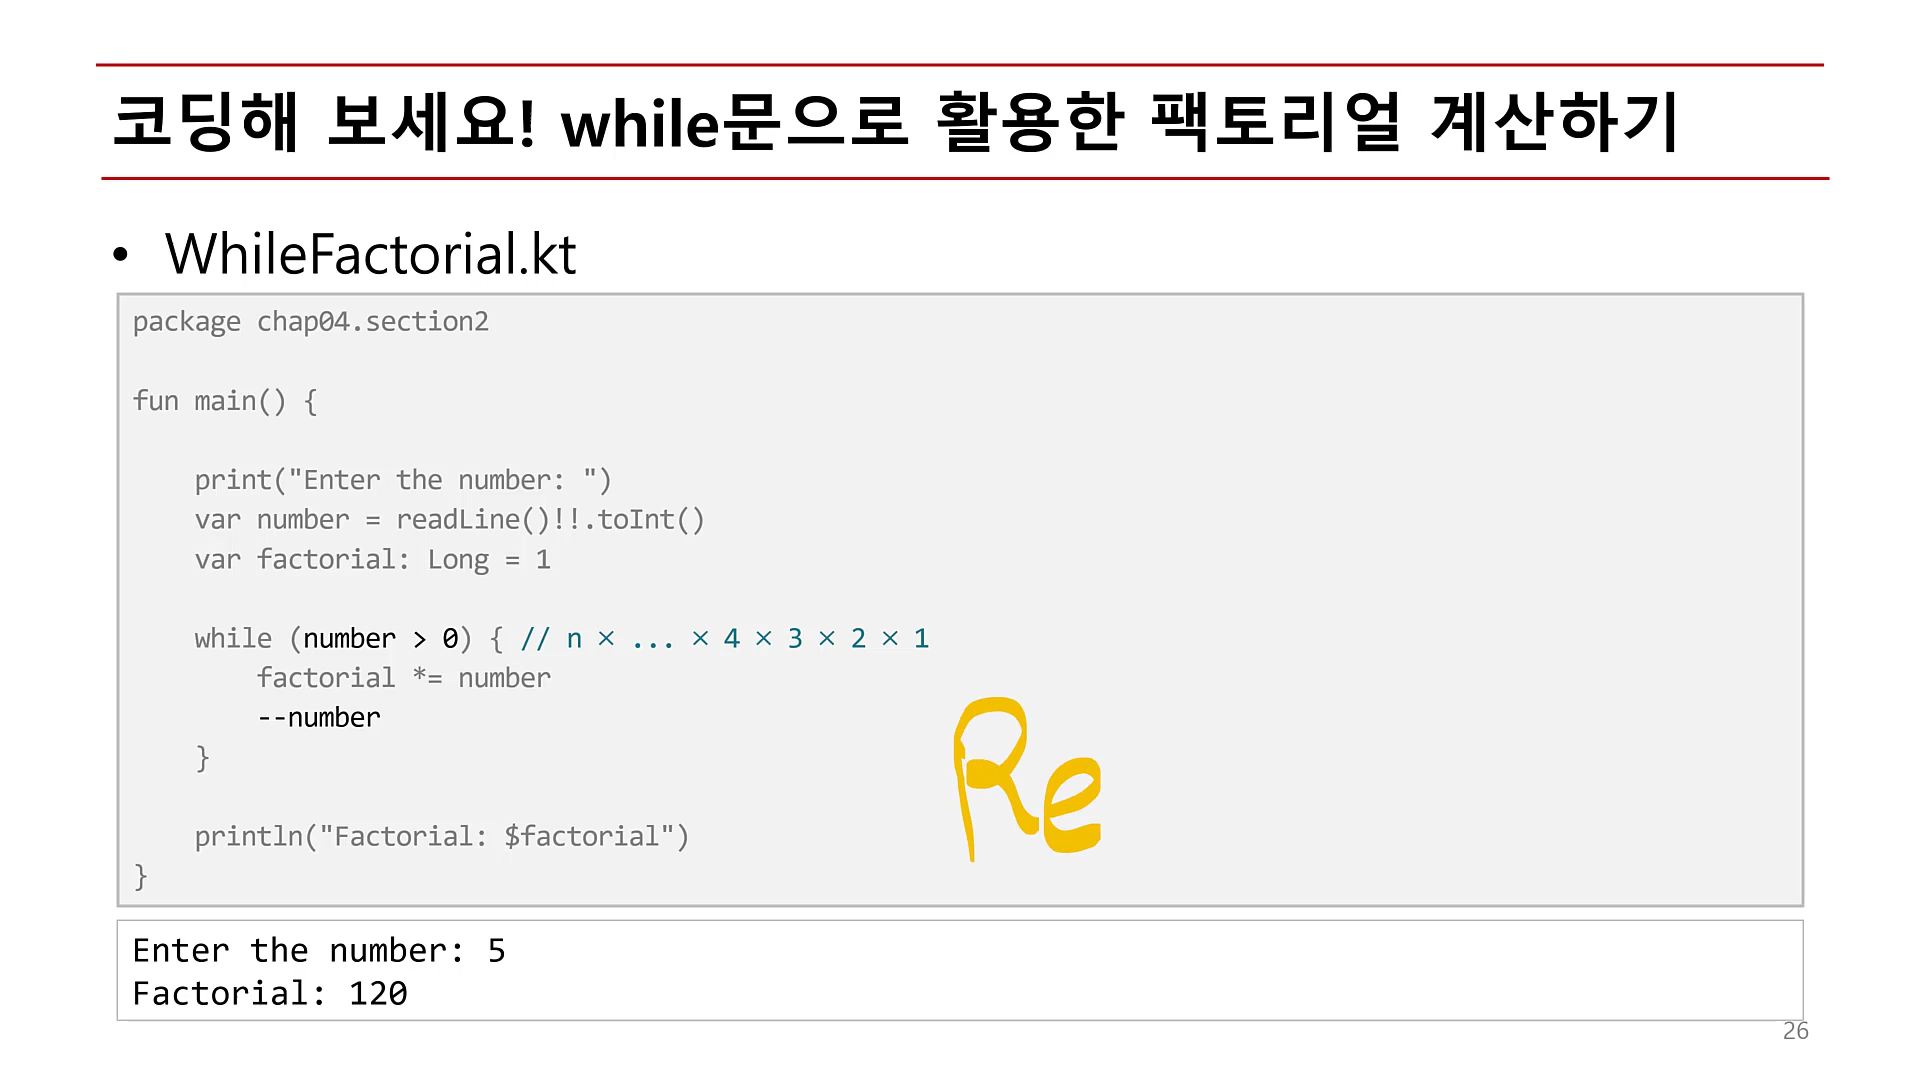 코딩해 보세요! while문으로 활용한 팩토리얼 계산하기
• WhileFactorial.kt
package chap04.section2
fun main() {
print("Enter the number: ")
var number = readLine()!!.toInt()
var factorial: Long = 1
while (number > 0) { // n × ... × 4 × 3 × 2 × 1
factorial *= number
--number
}
Re
println("Factorial: $factorial")
}
Enter the number: 5
Factorial: 120
26